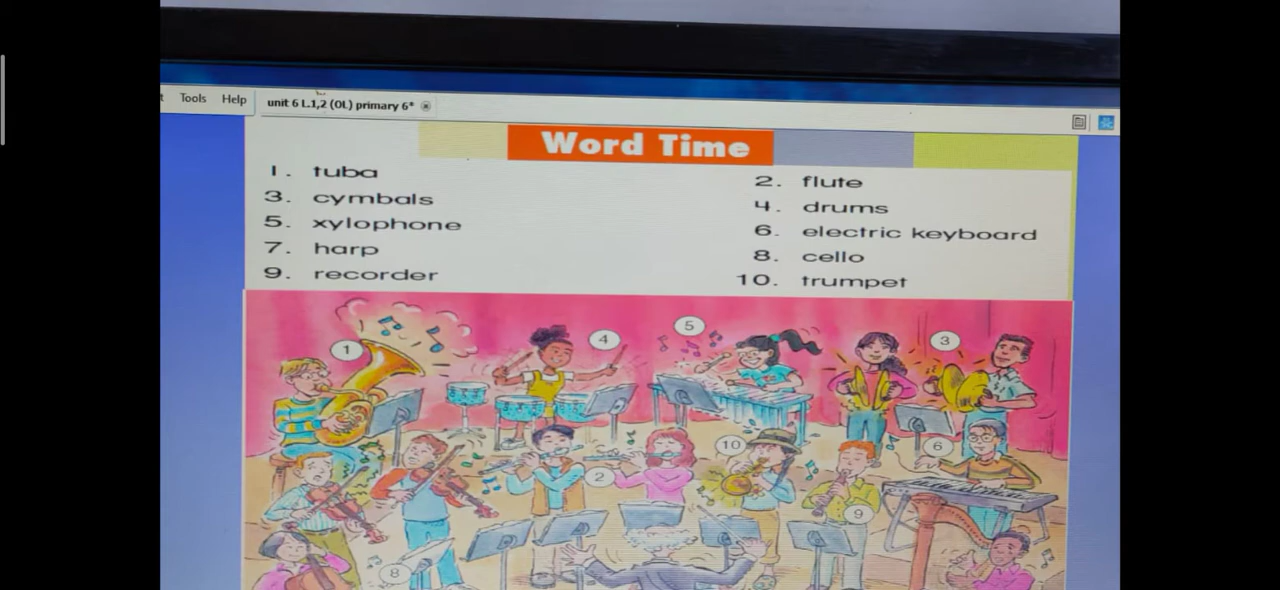 Tools Help unit 6 L.1,2 (OL) primary 6*
Word Time
1. tuba 2. flute
3. cymbals 4. drums
5. xylophone 6. electric keyboard
7. harp 8. cello
9. recorder 10. trumpet
1 4 5 3
10 6
2
9
8